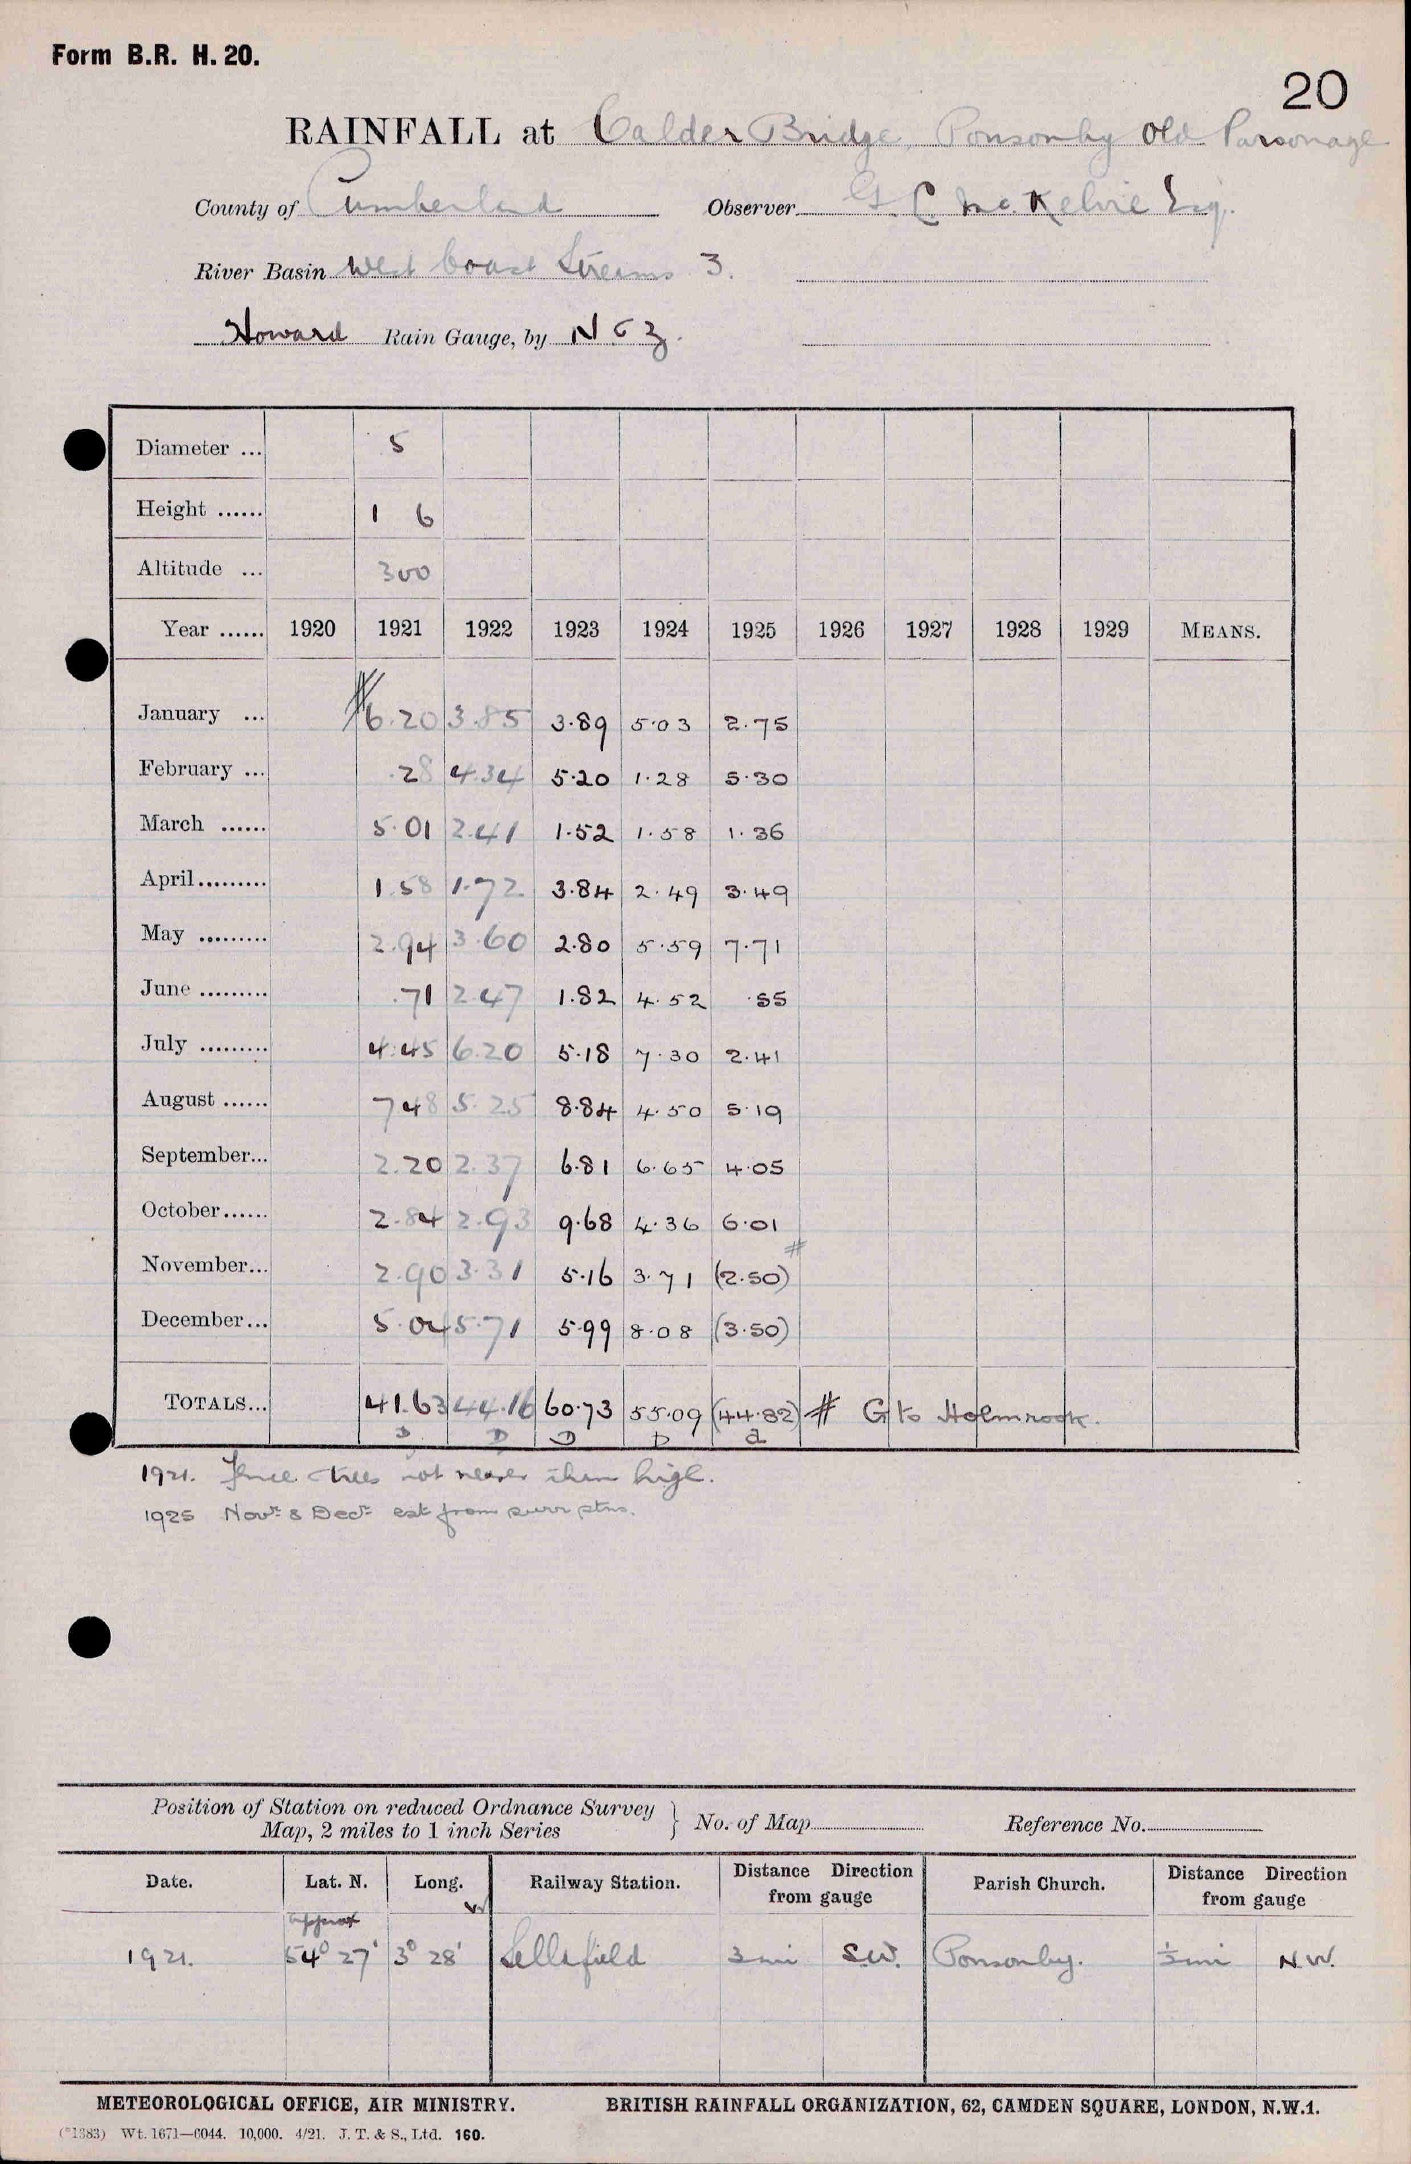 Form B.R. H. 20.
20
RAINFALL at Calder Bridge, Ponsonby Old Parsonage
County of Cumberland Observer G. C. McKelvie Esq.
River Basin West Coast Streams 3.
Howard Rain Gauge, by N & Z.
Diameter ... 5
Height ...... 1 6
Altitude ... 300
Year ...... 1920 1921 1922 1923 1924 1925 1926 1927 1928 1929 MEANS.
January ... # 6.20 3.85 3.89 5.03 2.75
February ... .28 4.34 5.20 1.28 5.30
March ...... 5.01 2.41 1.52 1.58 1.36
April......... 1.58 1.72 3.84 2.49 3.49
May ......... 2.94 3.60 2.80 5.59 7.71
June ......... .71 2.47 1.82 4.52 .55
July ......... 4.45 6.20 5.18 7.30 2.41
August ...... 7 48 5.25 8.84 4.50 5.19
September... 2.20 2.37 6.81 6.65 4.05
October...... 2.84 2.93 9.68 4.36 6.01
November... 2.90 3.31 5.16 3.71 (2.50) #
December... 5.04 5.71 5.99 8.08 (3.50)
TOTALS... 41.63 44.16 60.73 55.09 (44.82) # G to Holmrook.
D D D D a
1921. Fence trees not nearer than high.
1925 Novr & Decr est from surr stns.
Position of Station on reduced Ordnance Survey
Map, 2 miles to 1 inch Series } No. of Map Reference No.
Date. Lat. N. Long. W Railway Station. Distance Direction from gauge Parish Church. Distance Direction from gauge
approx
1921. 54° 27' 3° 28' Sellafield 3 mi S.W. Ponsonby. ½ mi N.W.
METEOROLOGICAL OFFICE, AIR MINISTRY. BRITISH RAINFALL ORGANIZATION, 62, CAMDEN SQUARE, LONDON, N.W.1.
(*1383) Wt. 1671—6044. 10,000. 4/21. J. T. & S., Ltd. 160.